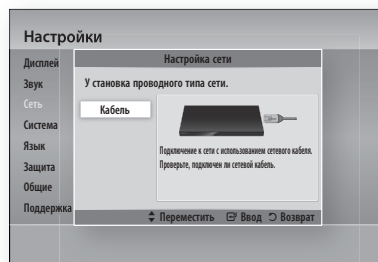 Настройки
Дисплей
Звук
Сеть
Система
Язык
Защита
Общие
Поддержка
Настройка сети
У становка проводного типа сети.
Кабель
Подключение к сети с использованием сетевого кабеля.
Проверьте, подключен ли сетевой кабель.
Переместить Ввод Возврат